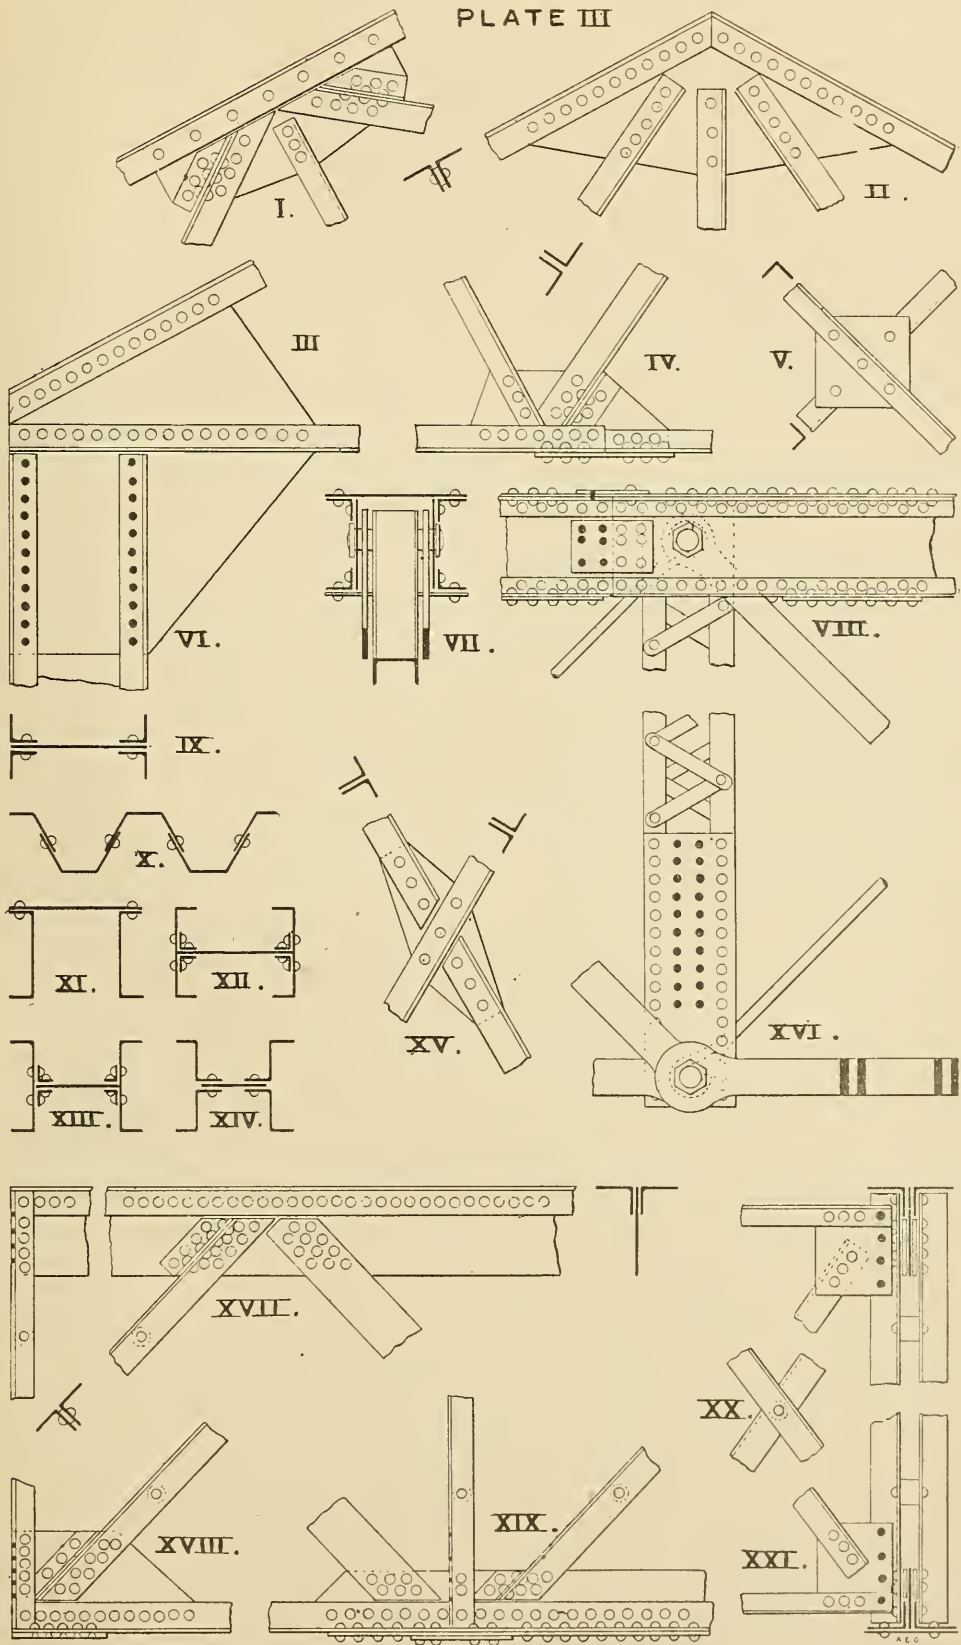 PLATE III
I.
II.
III
IV.
V.
VI.
VII.
VIII.
IX.
X.
XI.
XII.
XIII.
XIV.
XV.
XVI.
XVII.
XVIII.
XIX.
XX.
XXI.
A E G